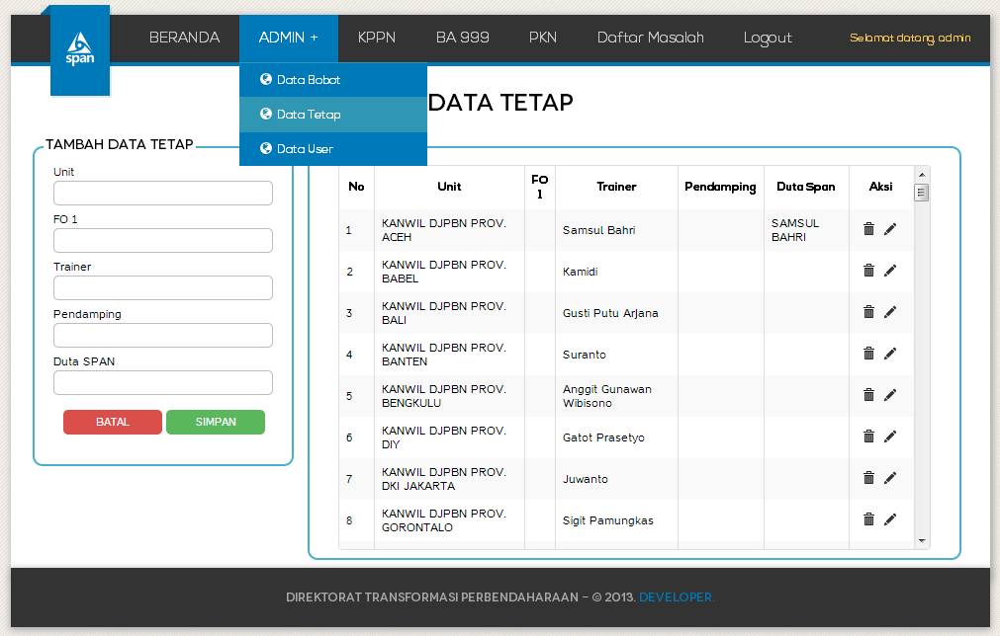 span
BERANDA ADMIN + KPPN BA 999 PKN Daftar Masalah Logout Selamat datang, admin
Data Bobot
Data Tetap
Data User
DATA TETAP
TAMBAH DATA TETAP
Unit
FO 1
Trainer
Pendamping
Duta SPAN
BATAL SIMPAN
No Unit FO 1 Trainer Pendamping Duta Span Aksi
1 KANWIL DJPBN PROV. ACEH Samsul Bahri SAMSUL BAHRI
2 KANWIL DJPBN PROV. BABEL Kamidi
3 KANWIL DJPBN PROV. BALI Gusti Putu Arjana
4 KANWIL DJPBN PROV. BANTEN Suranto
5 KANWIL DJPBN PROV. BENGKULU Anggit Gunawan Wibisono
6 KANWIL DJPBN PROV. DIY Gatot Prasetyo
7 KANWIL DJPBN PROV. DKI JAKARTA Juwanto
8 KANWIL DJPBN PROV. GORONTALO Sigit Pamungkas
DIREKTORAT TRANSFORMASI PERBENDAHARAAN - © 2013. DEVELOPER.